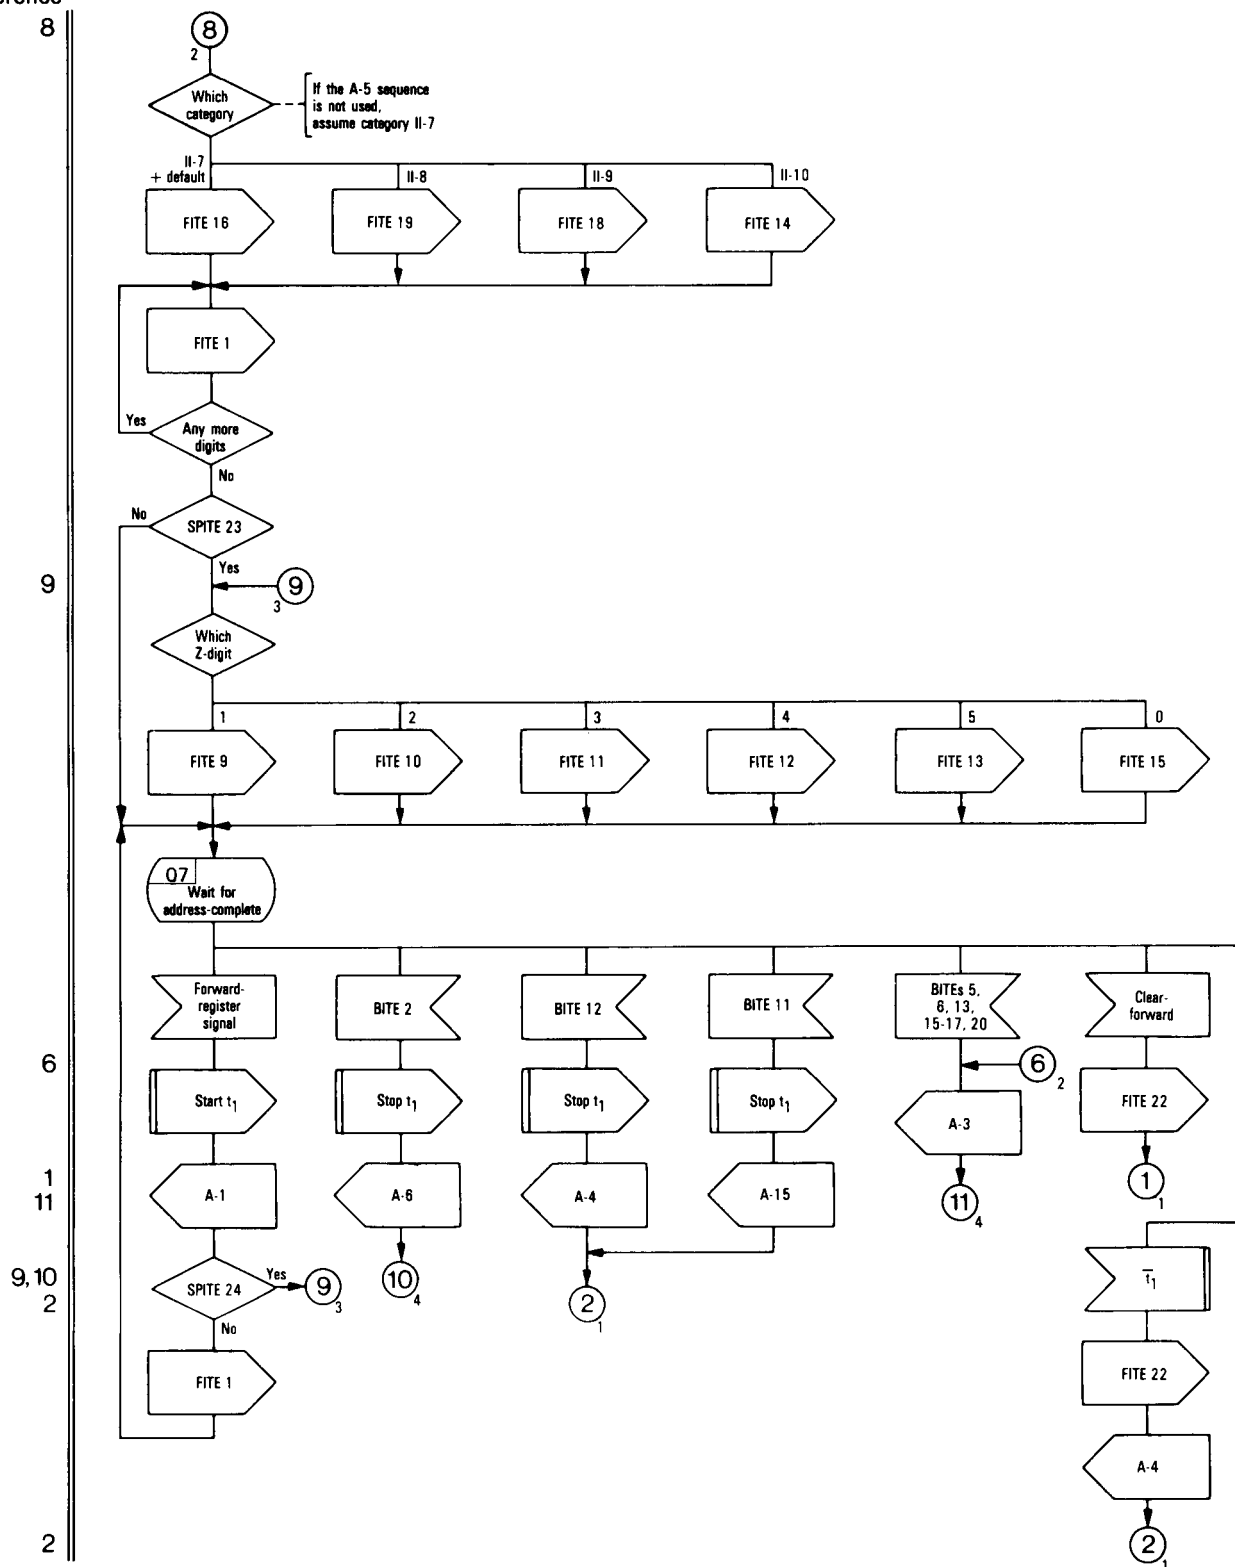 8
8
2
Which
category
If the A-5 sequence
is not used,
assume category II-7
II-7
+ default
II-8
II-9
II-10
FITE 16
FITE 19
FITE 18
FITE 14
FITE 1
Yes
Any more
digits
No
No
SPITE 23
Yes
9
9
3
Which
Z-digit
1
2
3
4
5
0
FITE 9
FITE 10
FITE 11
FITE 12
FITE 13
FITE 15
07
Wait for
address-complete
Forward-
register
signal
BITE 2
BITE 12
BITE 11
BITEs 5,
6, 13,
15-17, 20
Clear-
forward
6
6
2
Start t1
Stop t1
Stop t1
Stop t1
A-3
FITE 22
1
11
A-1
A-6
A-4
A-15
11
4
1
1
9,10
2
SPITE 24
Yes
9
3
10
4
2
1
t̅1
No
FITE 1
FITE 22
A-4
2
2
1